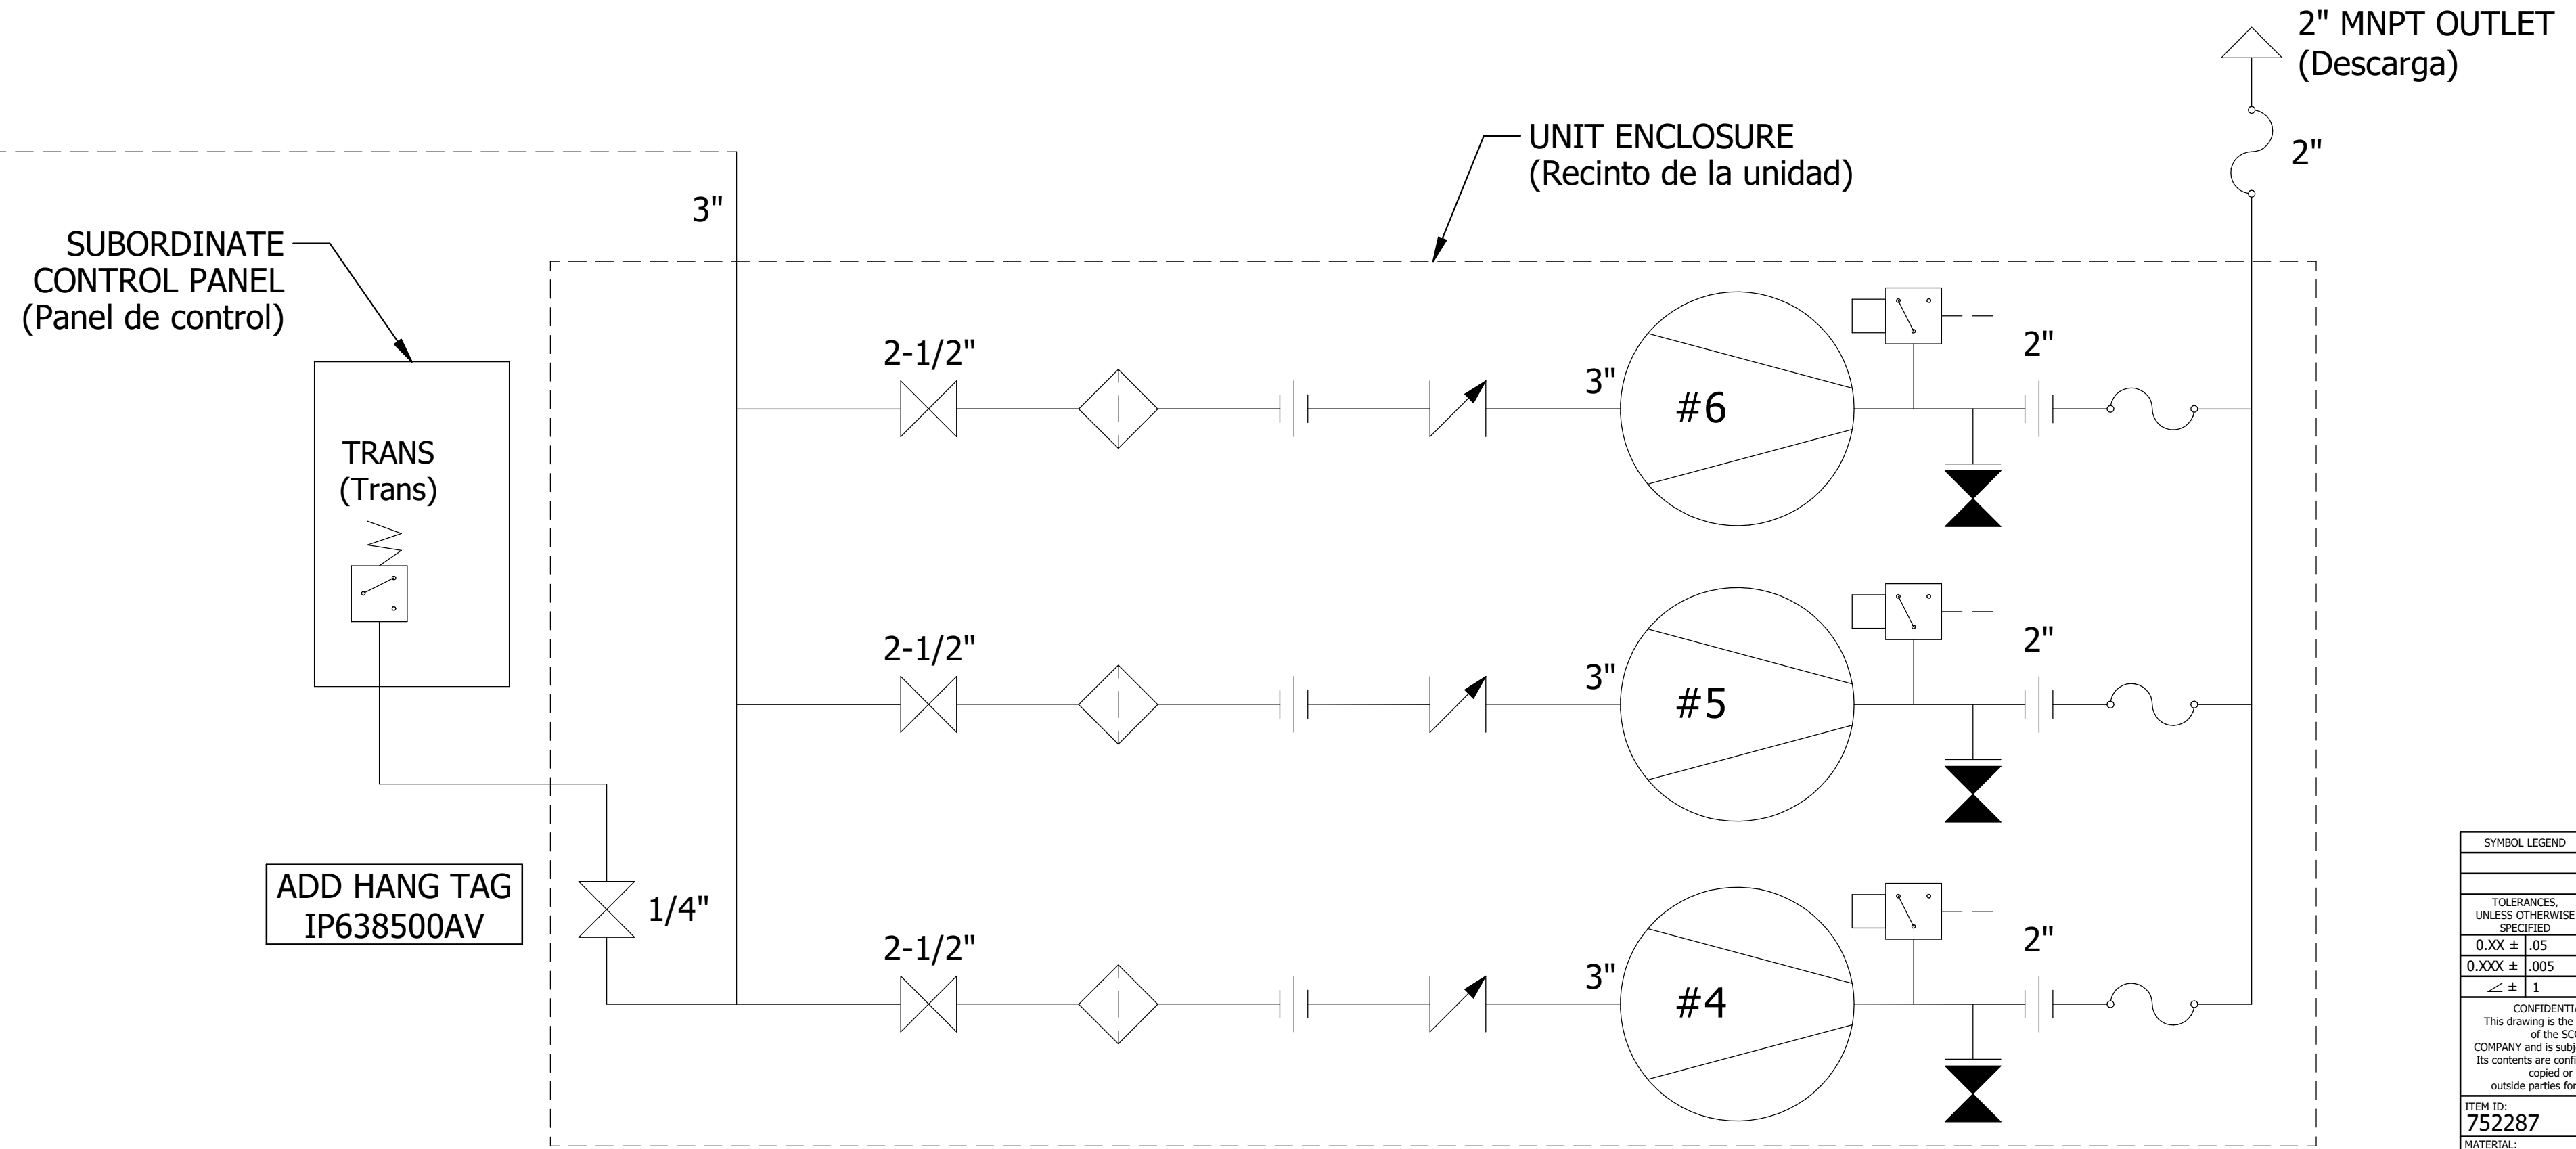 2" MNPT OUTLET
(Descarga)
2"
UNIT ENCLOSURE
(Recinto de la unidad)
3"
SUBORDINATE
CONTROL PANEL
(Panel de control)
TRANS
(Trans)
2-1/2"
3"
#6
2"
2-1/2"
3"
#5
2"
ADD HANG TAG
IP638500AV
1/4"
2-1/2"
3"
#4
2"
SYMBOL LEGEND
TOLERANCES,
UNLESS OTHERWISE
SPECIFIED
0.XX ± .05
0.XXX ± .005
∠ ± 1
This drawing is the
of the
COMPANY and is
Its contents are
copied or
outside parties for
ITEM ID:
752287
MATERIAL: